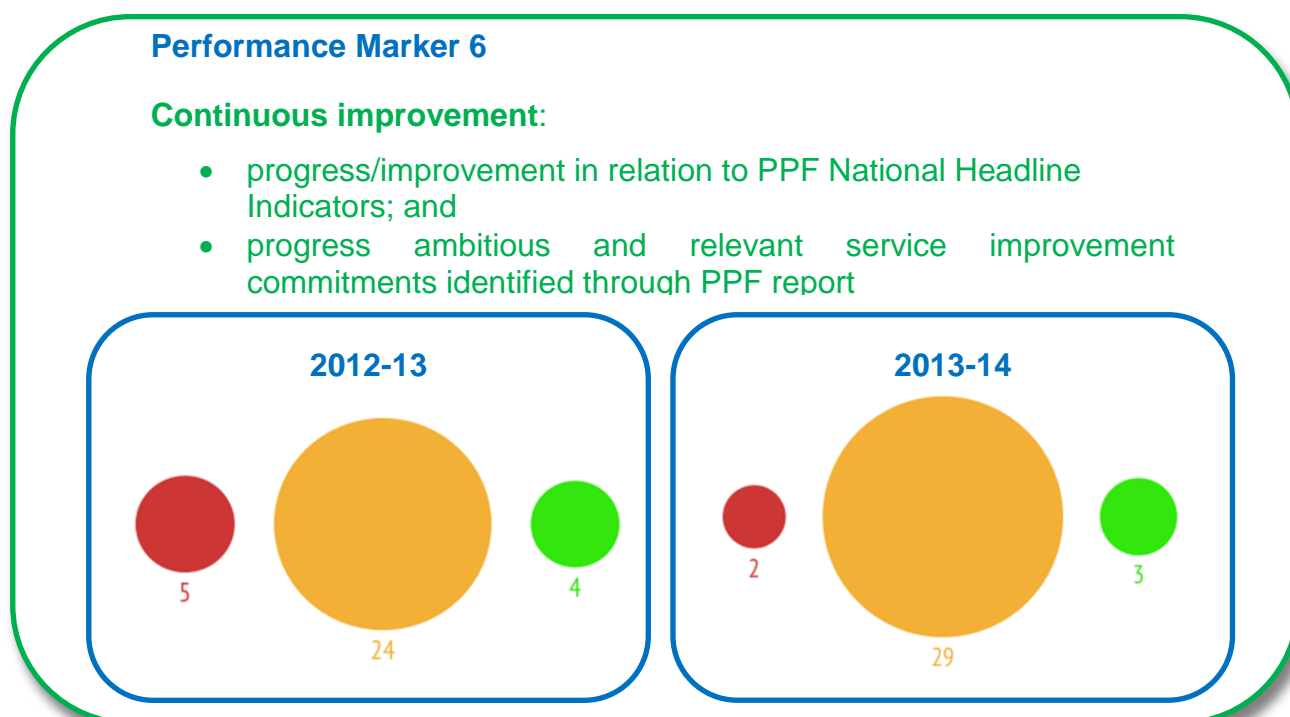 Performance Marker 6
Continuous improvement:
• progress/improvement in relation to PPF National Headline
Indicators; and
• progress ambitious and relevant service improvement
commitments identified through PPF report
2012-13
5
24
4
2013-14
2
29
3